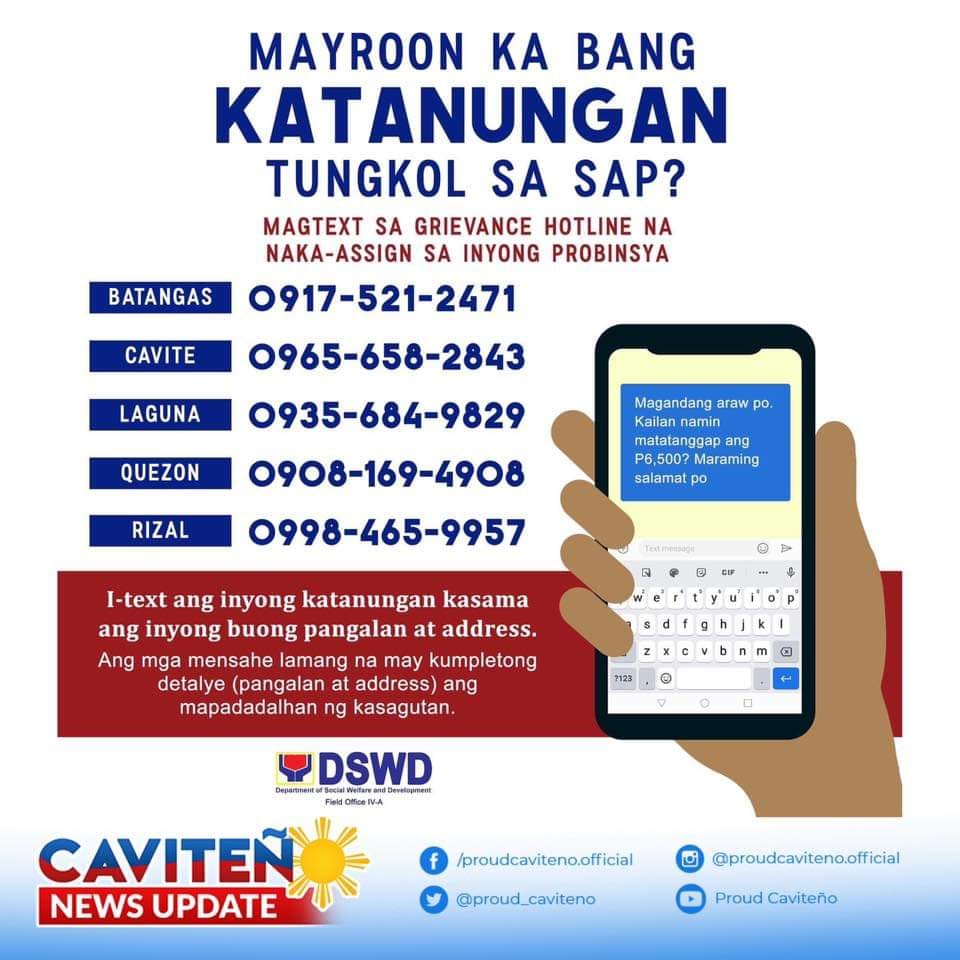 MAYROON KA BANG
KATANUNGAN
TUNGKOL SA SAP?
MAGTEXT SA GRIEVANCE HOTLINE NA
NAKA-ASSIGN SA INYONG PROBINSYA
BATANGAS 0917-521-2471
CAVITE 0965-658-2843
LAGUNA 0935-684-9829
QUEZON 0908-169-4908
RIZAL 0998-465-9957
Magandang araw po.
Kailan namin
matatanggap ang
P6,500? Maraming
salamat po
Text message
GIF
w e r t y u i o p
s d f g h j k l
z x c v b n m
?123 , .
I-text ang inyong katanungan kasama
ang inyong buong pangalan at address.
Ang mga mensahe lamang na may kumpletong
detalye (pangalan at address) ang
mapadadalhan ng kasagutan.
DSWD
Department of Social Welfare and Development
Field Office IV-A
CAVITEÑ
NEWS UPDATE
/proudcaviteno.official
@proudcaviteno.official
@proud_caviteno
Proud Caviteño